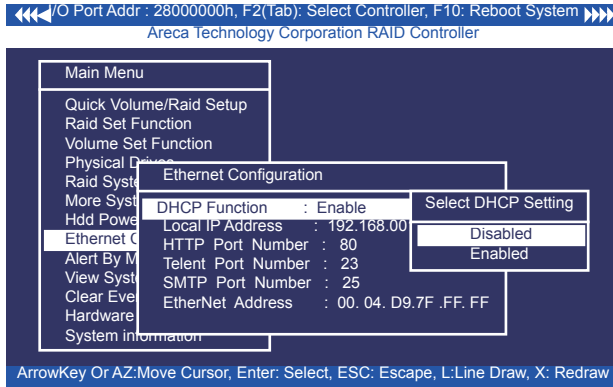 /O Port Addr : 28000000h, F2(Tab): Select Controller, F10: Reboot System
Areca Technology Corporation RAID Controller
Main Menu
Quick Volume/Raid Setup
Raid Set Function
Volume Set Function
Physical
Raid
More Syst
Hdd Powe
Ethernet C
Alert By M
View Syst
Clear Eve
Hardware
System information
Ethernet Configuration
DHCP Function : Enable
Local IP Address : 192.168.00
HTTP Port Number : 80
Telent Port Number : 23
SMTP Port Number : 25
EtherNet Address : 00. 04. D9.7F .FF. FF
Select DHCP Setting
Disabled
Enabled
ArrowKey Or AZ:Move Cursor, Enter: Select, ESC: Escape, L:Line Draw, X: Redraw